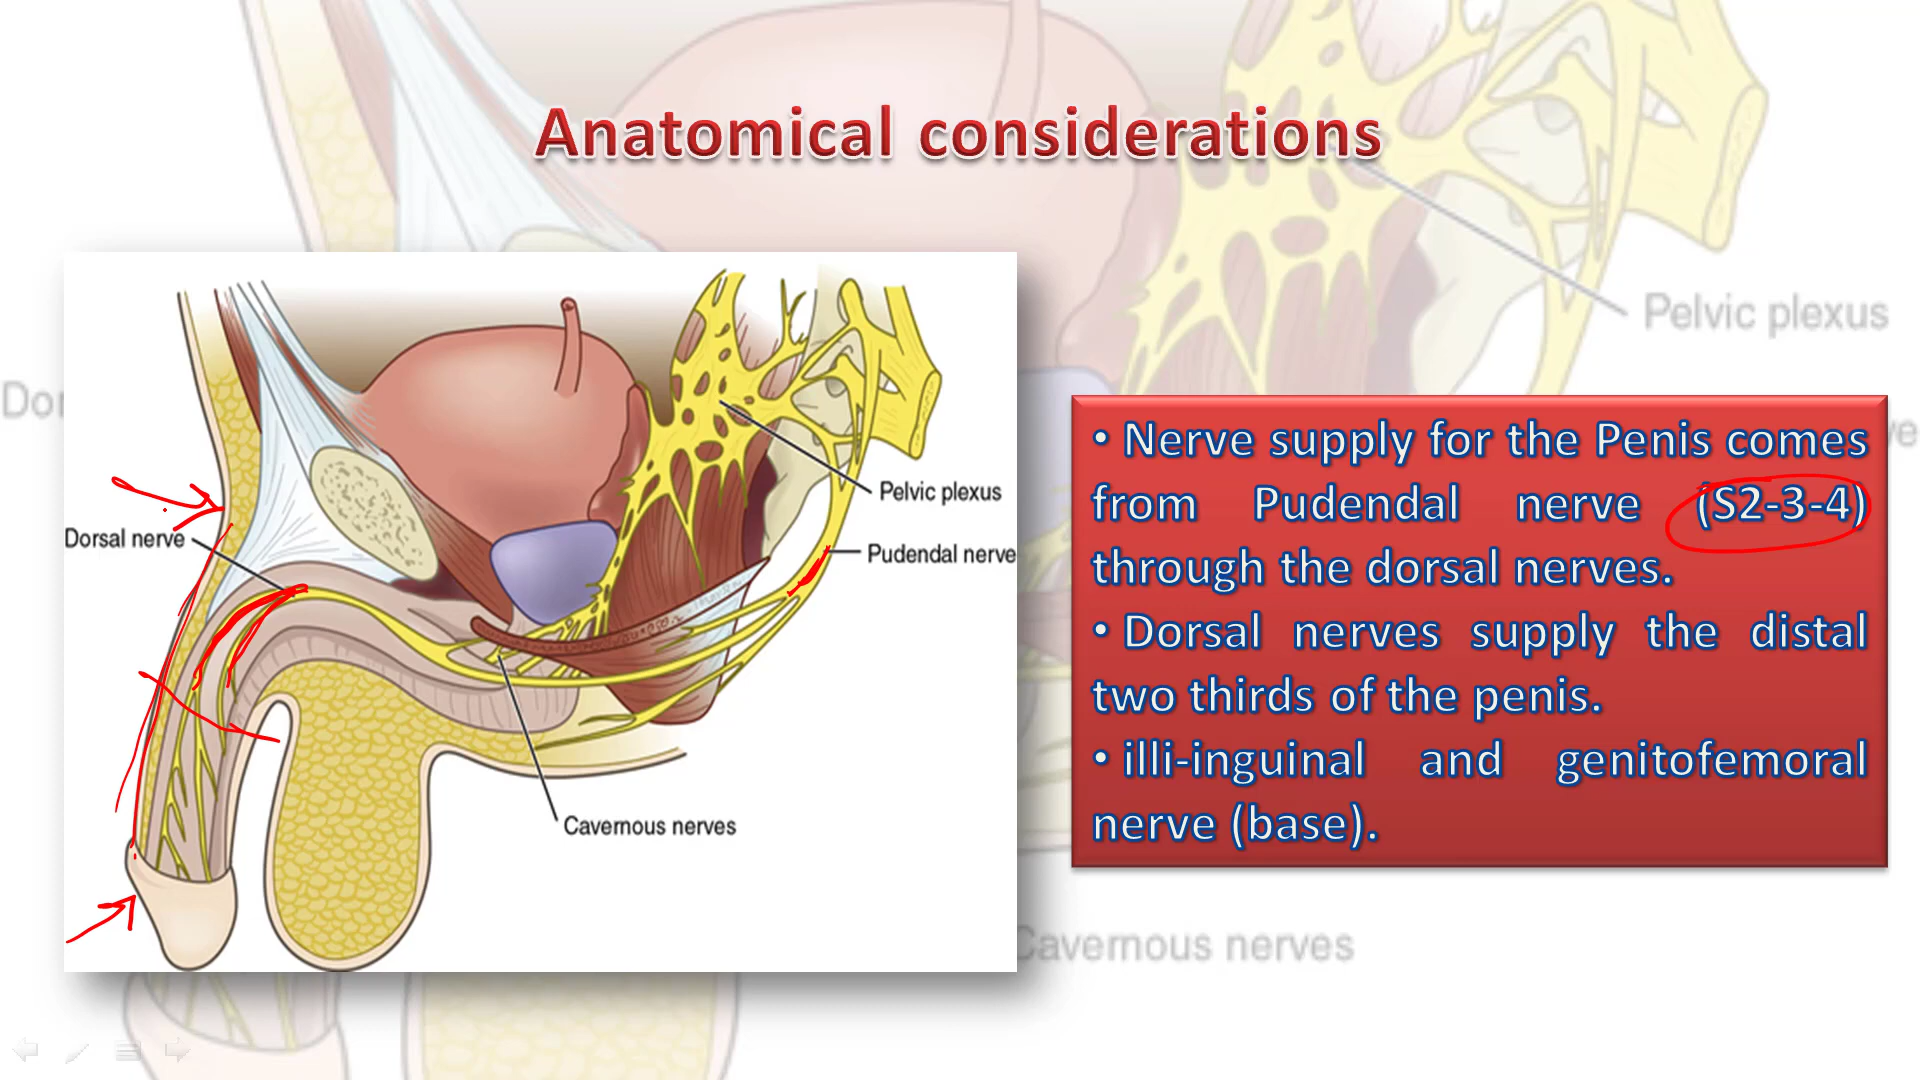 Anatomical considerations
Pelvic plexus
Dor
ve
Dorsal nerve
Pelvic plexus
Pudendal nerve
Cavernous nerves
• Nerve supply for the Penis comes
from Pudendal nerve (S2-3-4)
through the dorsal nerves.
• Dorsal nerves supply the distal
two thirds of the penis.
• illi-inguinal and genitofemoral
nerve (base).
Cavernous nerves